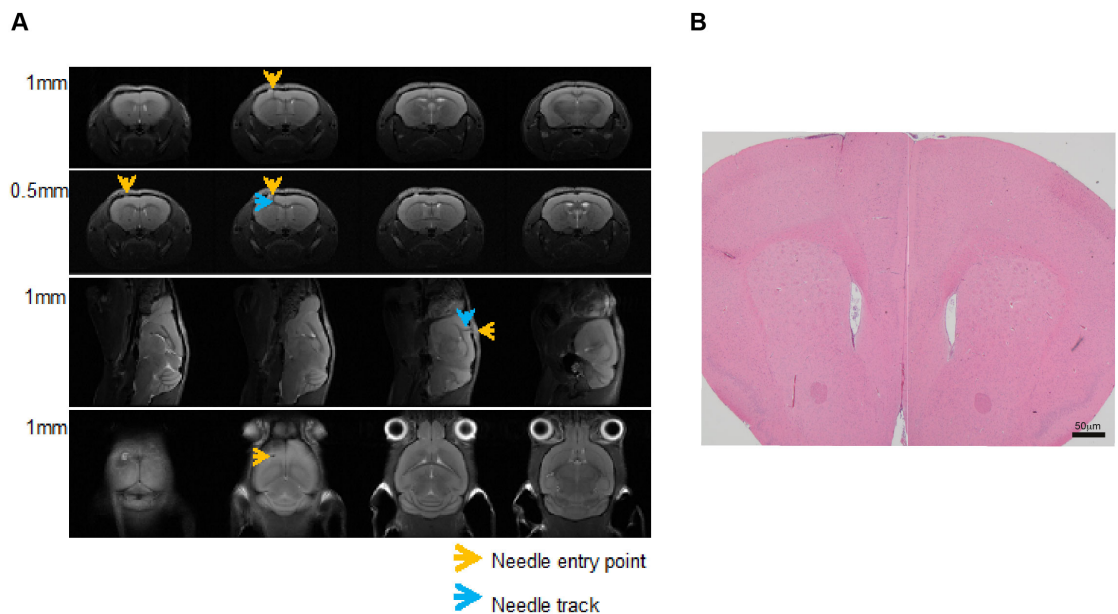 A
B
1mm
0.5mm
1mm
1mm
50μm
Needle entry point
Needle track